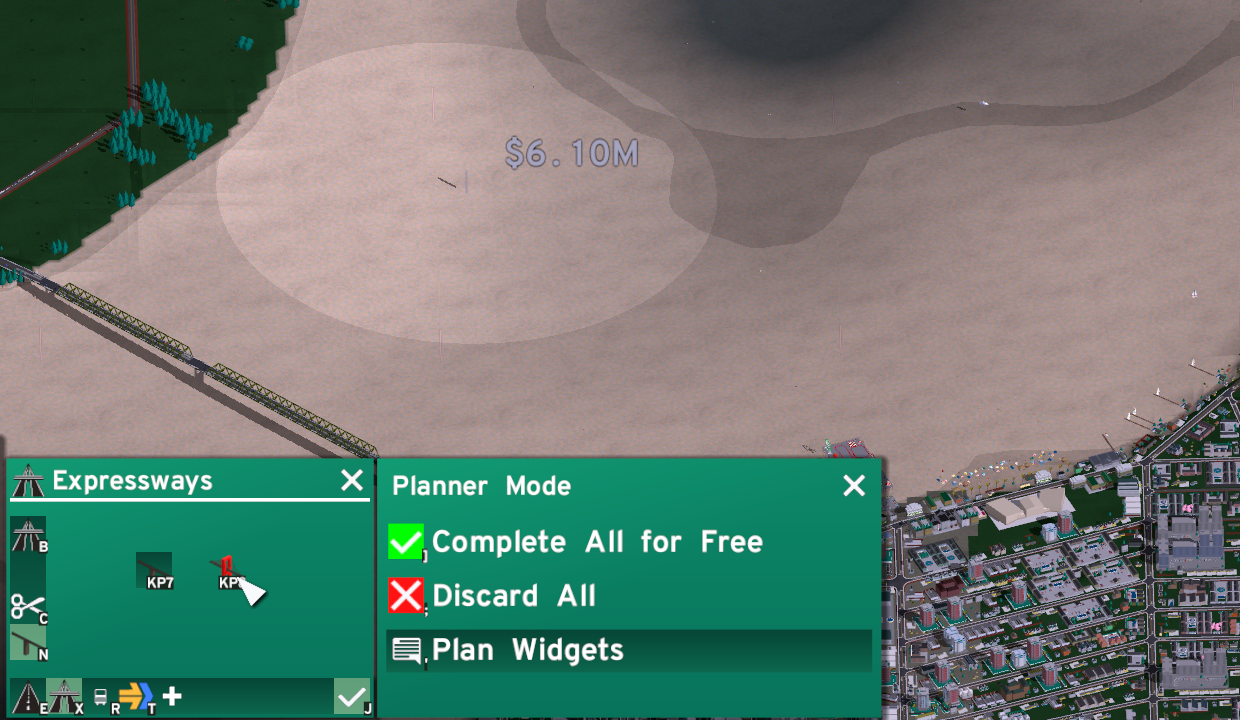 $6.10M
Expressways
B
C
N
KP7
E
X
R
T
J
Planner Mode
Complete All for Free
Discard All
Plan Widgets